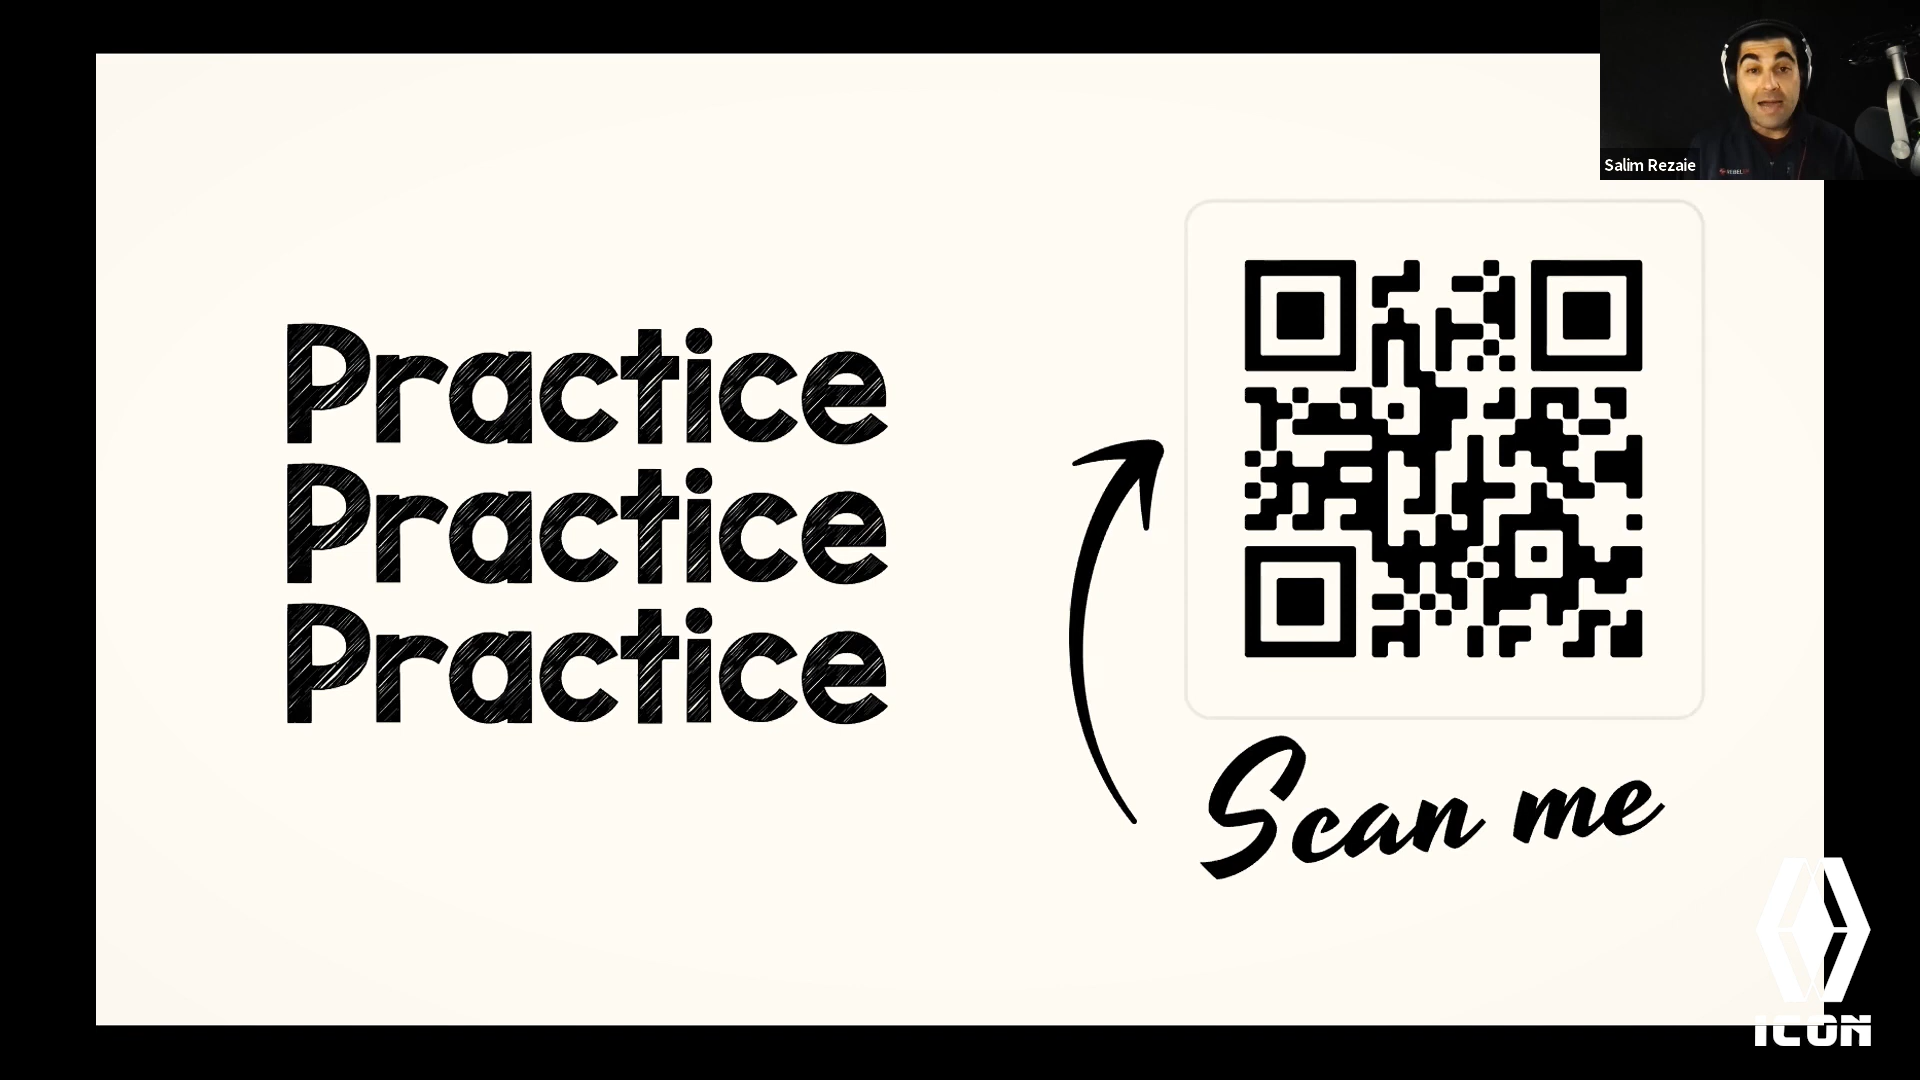 Salim Rezaie
Practice
Practice
Practice
Scan me
ICON